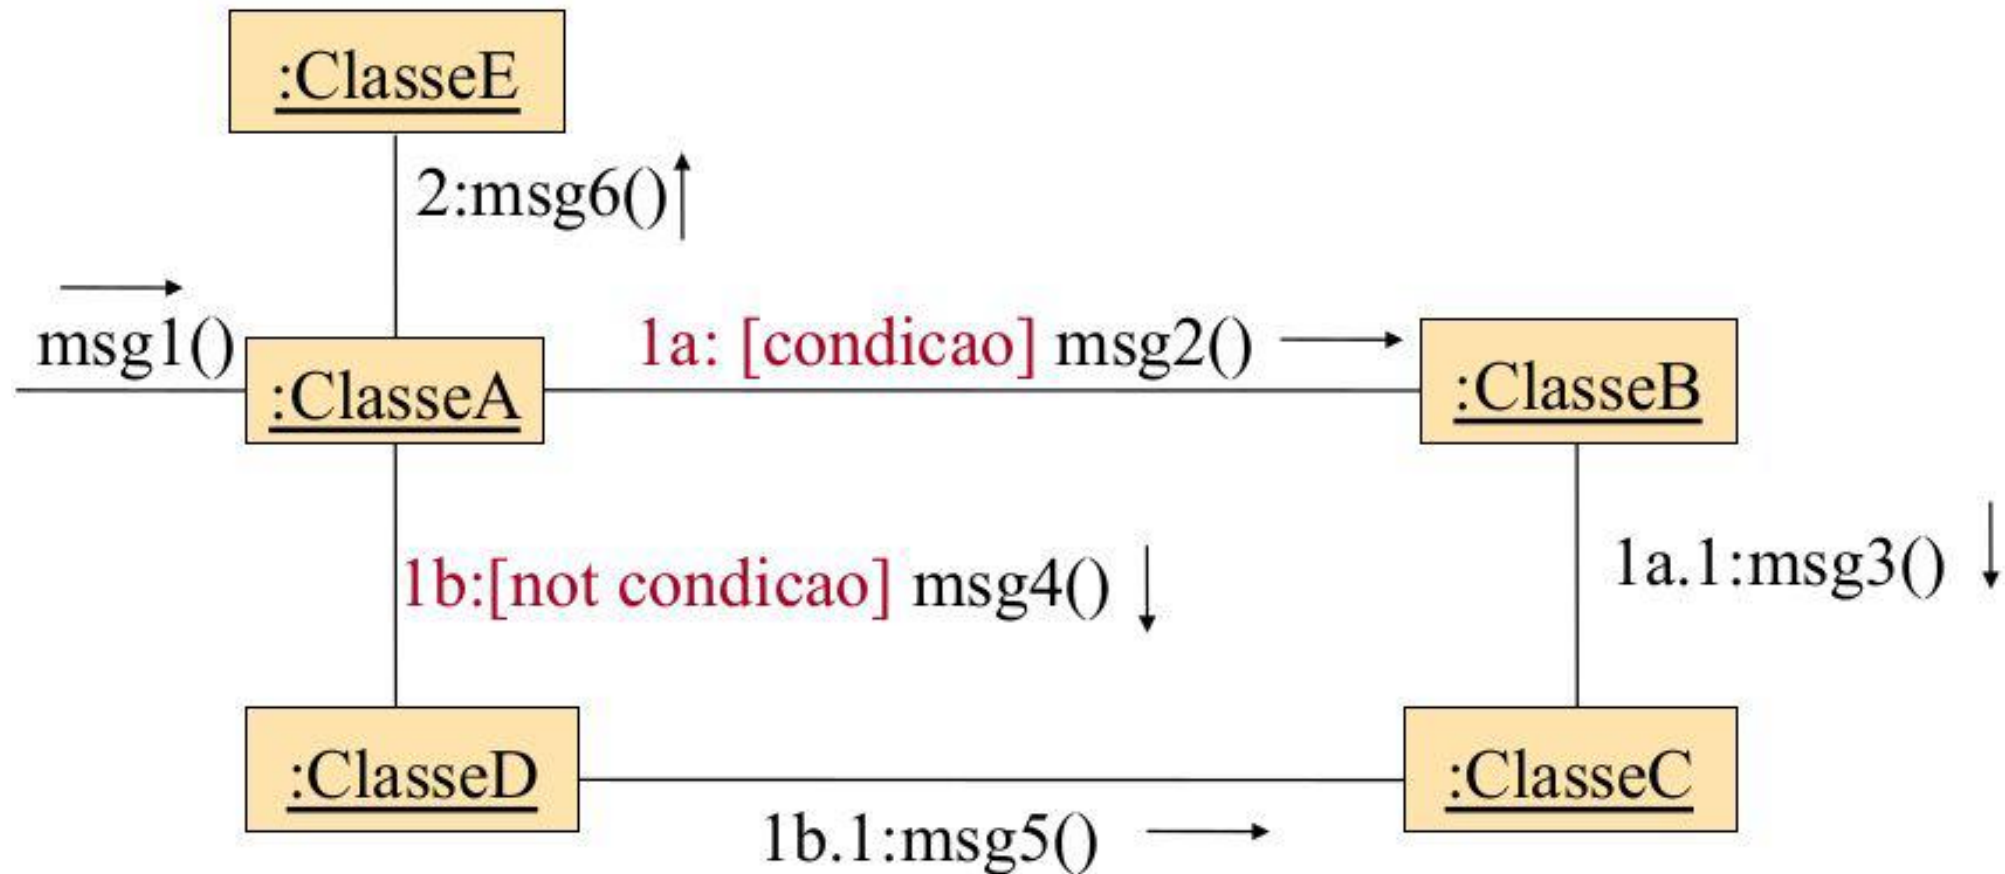 :ClasseE
2:msg6()
msg1()
1a: [condicao] msg2()
:ClasseA
:ClasseB
1b:[not condicao] msg4()
1a.1:msg3()
:ClasseD
:ClasseC
1b.1:msg5()